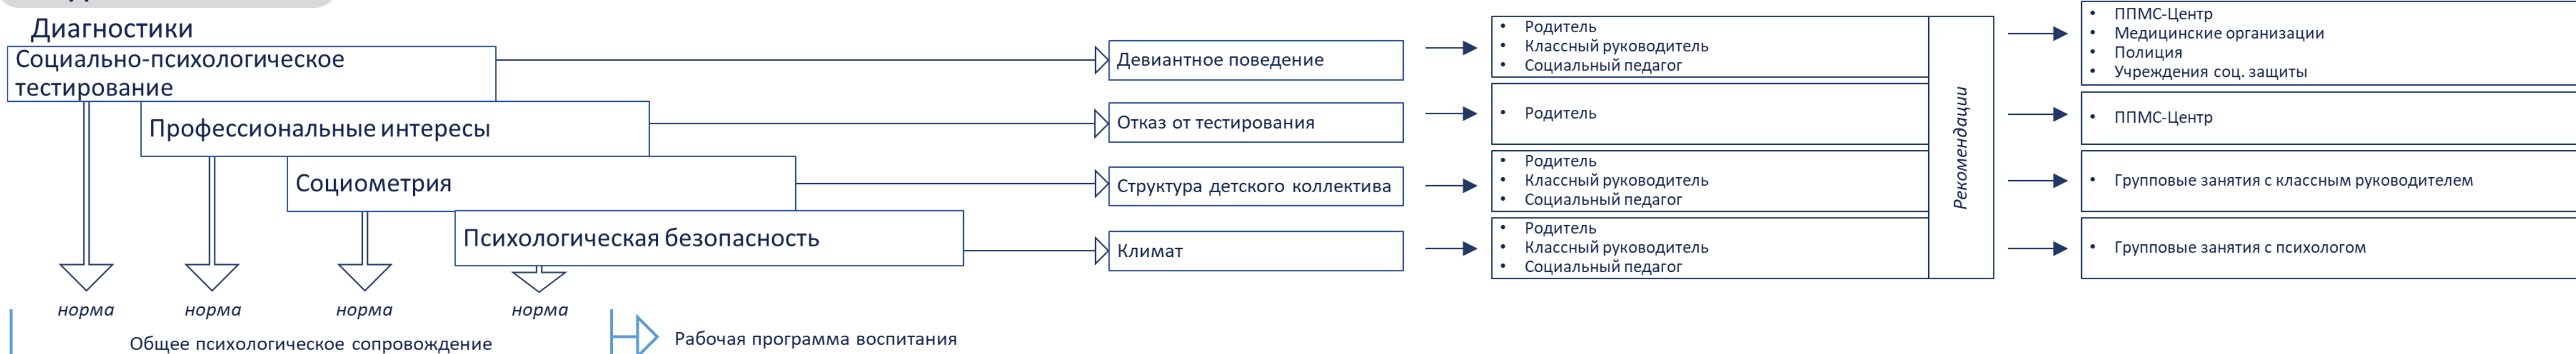 Диагностики
Социально-психологическое
тестирование
Профессиональные интересы
Социометрия
Психологическая безопасность
норма
норма
норма
норма
Общее психологическое сопровождение
Рабочая программа воспитания
Девиантное поведение
Отказ от тестирования
Структура детского коллектива
Климат
• Родитель
• Классный руководитель
• Социальный педагог
• Родитель
• Родитель
• Классный руководитель
• Социальный педагог
• Родитель
• Классный руководитель
• Социальный педагог
Рекомендации
• ППМС-Центр
• Медицинские организации
• Полиция
• Учреждения соц. защиты
• ППМС-Центр
• Групповые занятия с классным руководителем
• Групповые занятия с психологом